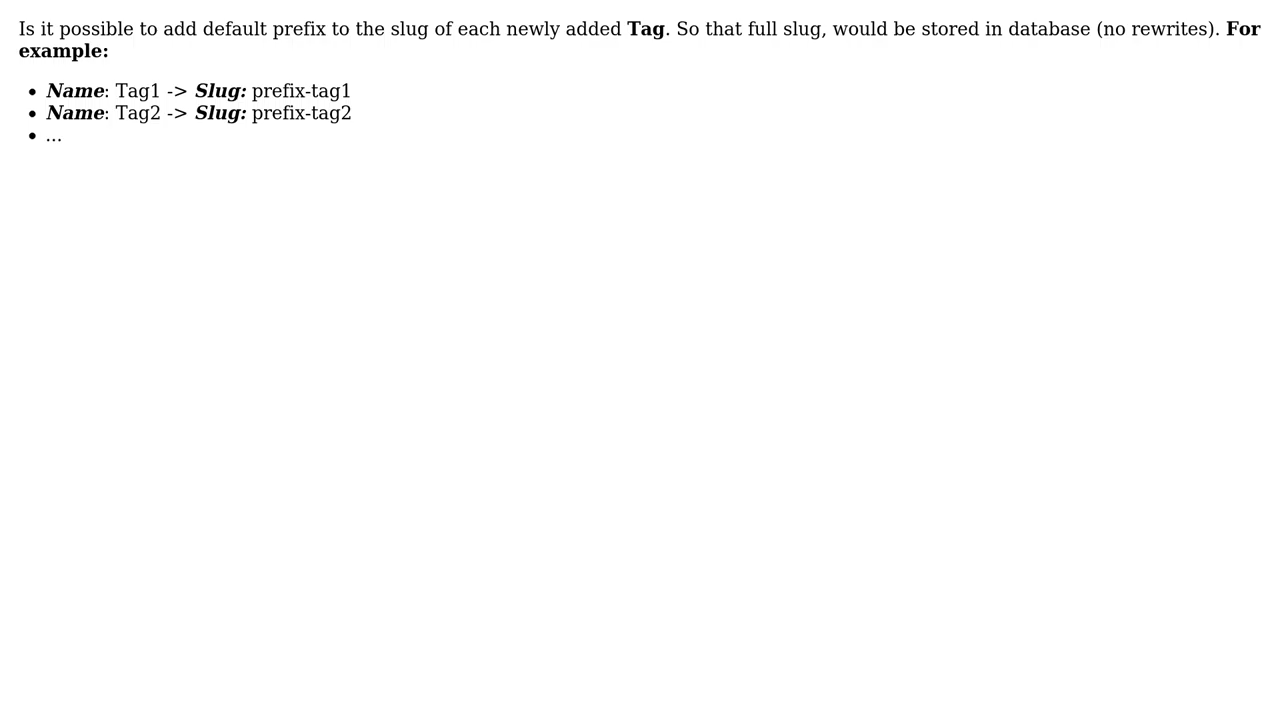 Is it possible to add default prefix to the slug of each newly added Tag. So that full slug, would be stored in database (no rewrites). For
example:
• Name: Tag1 -> Slug: prefix-tag1
• Name: Tag2 -> Slug: prefix-tag2
• ...